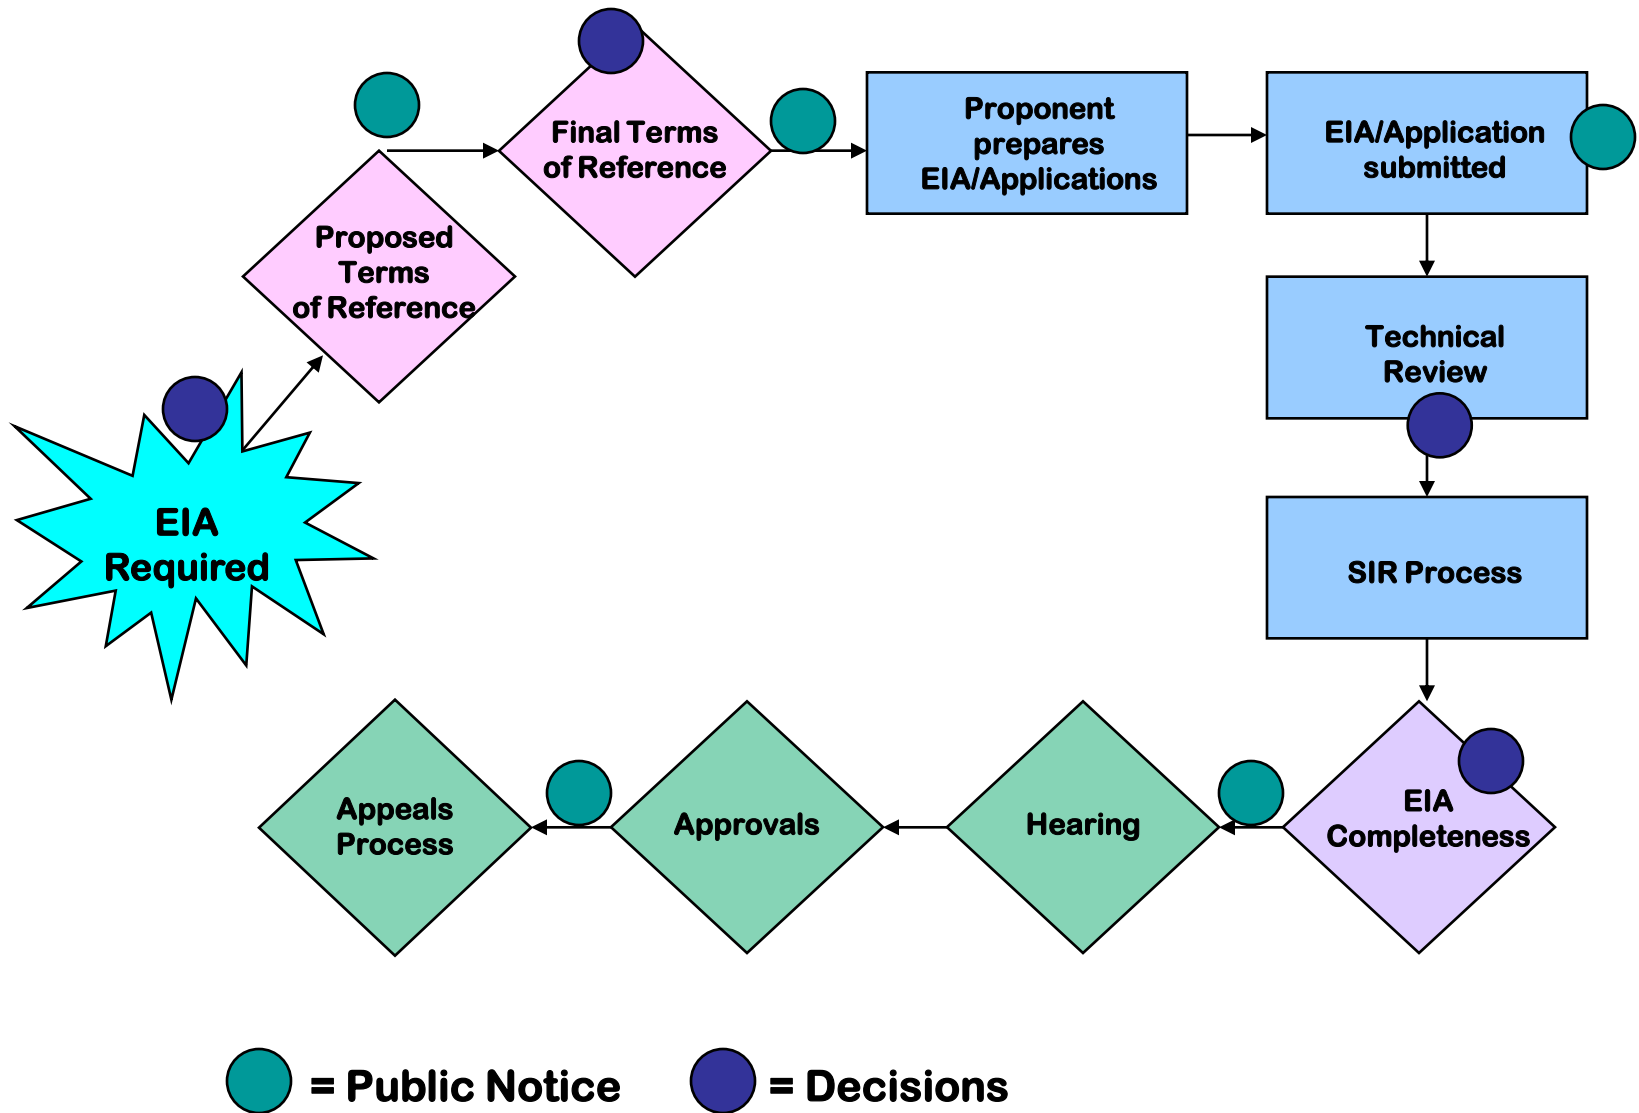 EIA
Required
Proposed
Terms
of Reference
Final Terms
of Reference
Proponent
prepares
EIA/Applications
EIA/Application
submitted
Technical
Review
SIR Process
EIA
Completeness
Hearing
Approvals
Appeals
Process
= Public Notice
= Decisions